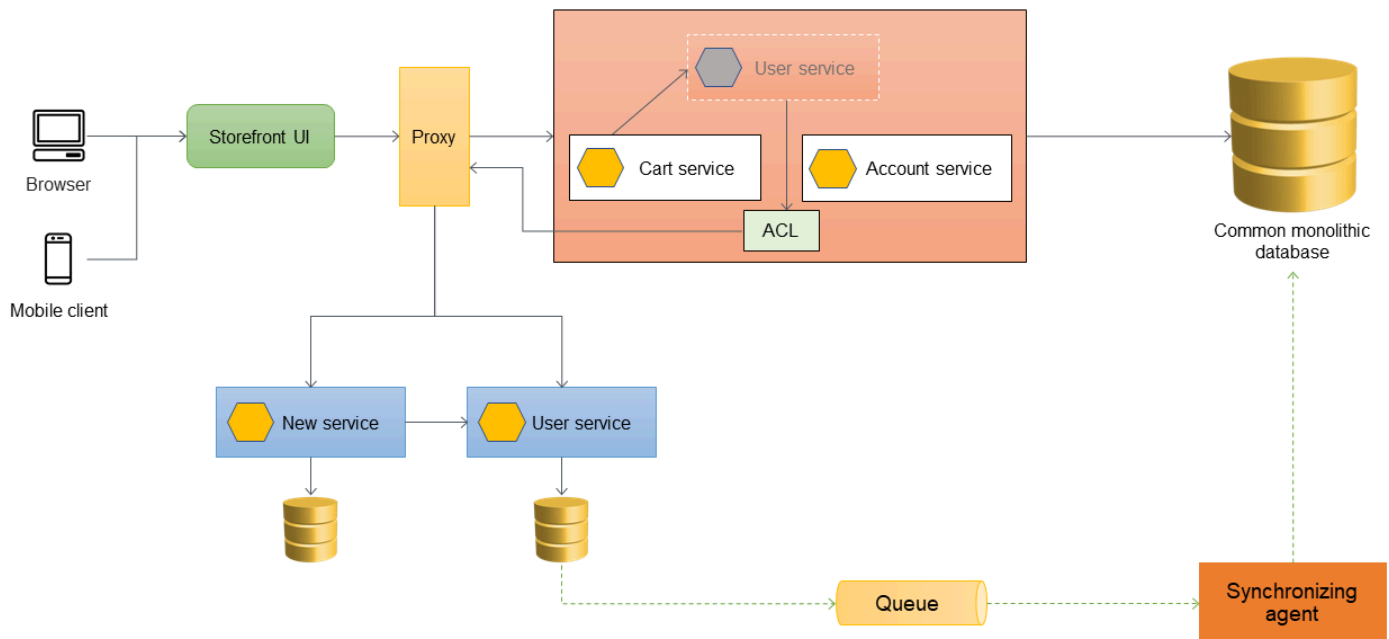 User service
Storefront UI
Proxy
Cart service
Account service
Browser
ACL
Common monolithic
database
Mobile client
New service
User service
Queue
Synchronizing
agent